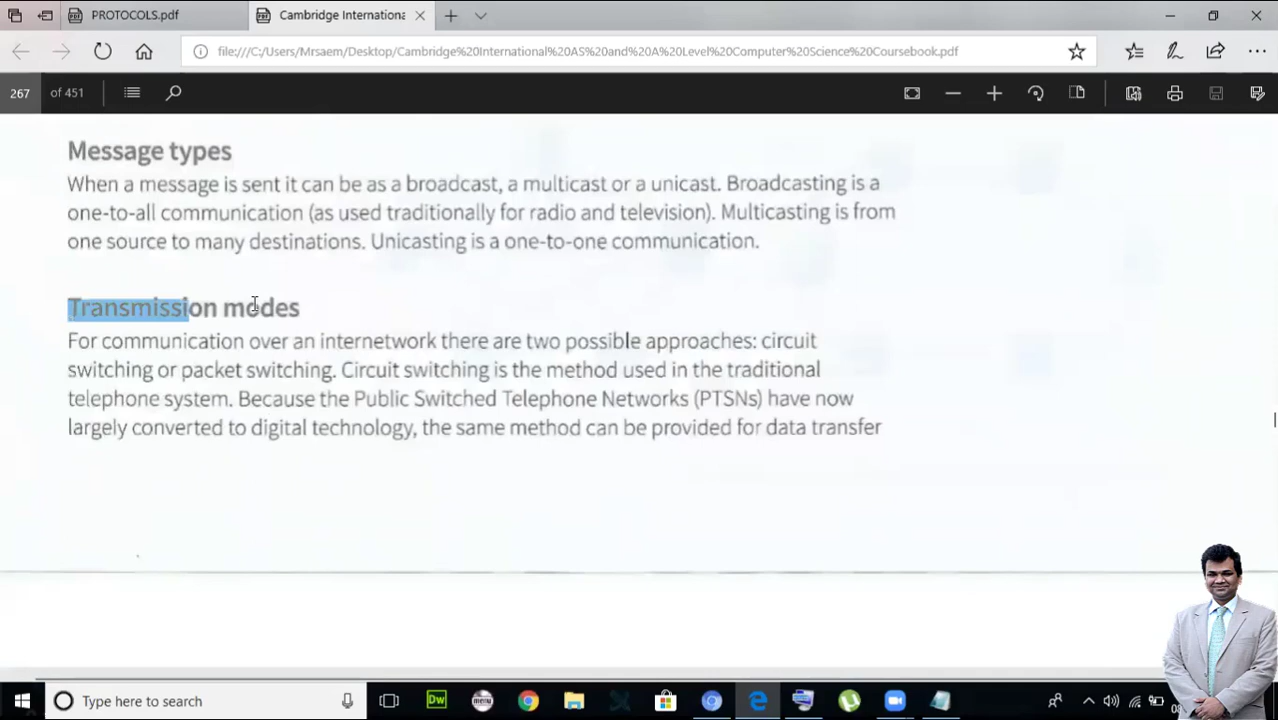 PROTOCOLS.pdf
Cambridge Internationa
file:///C:/Users/Mrsaem/Desktop/Cambridge%20International%20AS%20and%20A%20Level%20Computer%20Science%20Coursebook.pdf
267 of 451
Message types
When a message is sent it can be as a broadcast, a multicast or a unicast. Broadcasting is a
one-to-all communication (as used traditionally for radio and television). Multicasting is from
one source to many destinations. Unicasting is a one-to-one communication.
Transmission modes
For communication over an internetwork there are two possible approaches: circuit
switching or packet switching. Circuit switching is the method used in the traditional
telephone system. Because the Public Switched Telephone Networks (PTSNs) have now
largely converted to digital technology, the same method can be provided for data transfer
Type here to search
Dw
menu
08